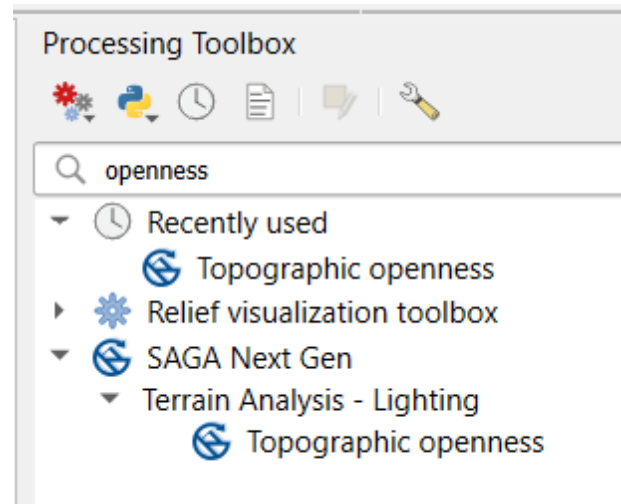 Processing Toolbox
openness
Recently used
Topographic openness
Relief visualization toolbox
SAGA Next Gen
Terrain Analysis - Lighting
Topographic openness